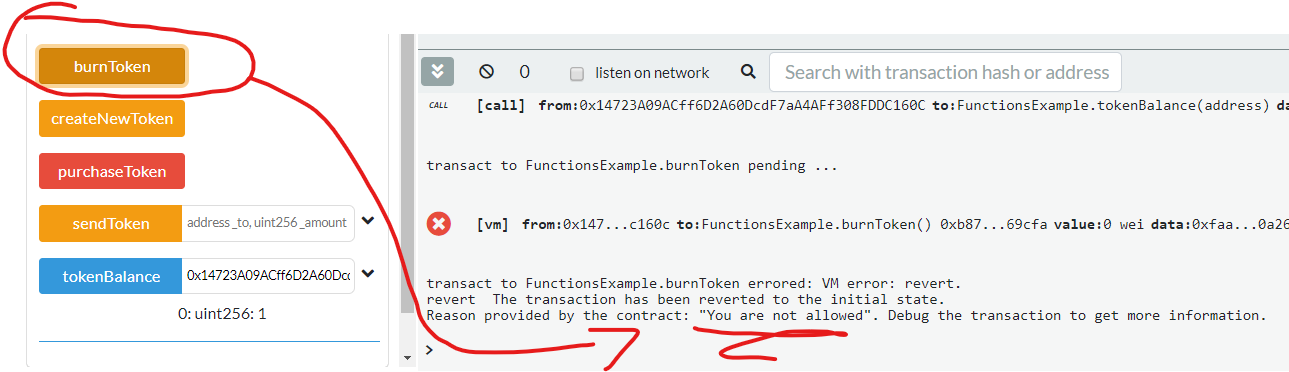 burnToken
createNewToken
purchaseToken
sendToken address _to, uint256 _amount
tokenBalance 0x14723A09ACff6D2A60Dcc
0: uint256: 1
0 listen on network Search with transaction hash or address
CALL [call] from:0x14723A09ACff6D2A60DcdF7aA4AFf308FDDC160C to:FunctionsExample.tokenBalance(address) da
transact to FunctionsExample.burnToken pending ...
[vm] from:0x147...c160c to:FunctionsExample.burnToken() 0xb87...69cfa value:0 wei data:0xfaa...0a26
transact to FunctionsExample.burnToken errored: VM error: revert.
revert The transaction has been reverted to the initial state.
Reason provided by the contract: "You are not allowed". Debug the transaction to get more information.
>